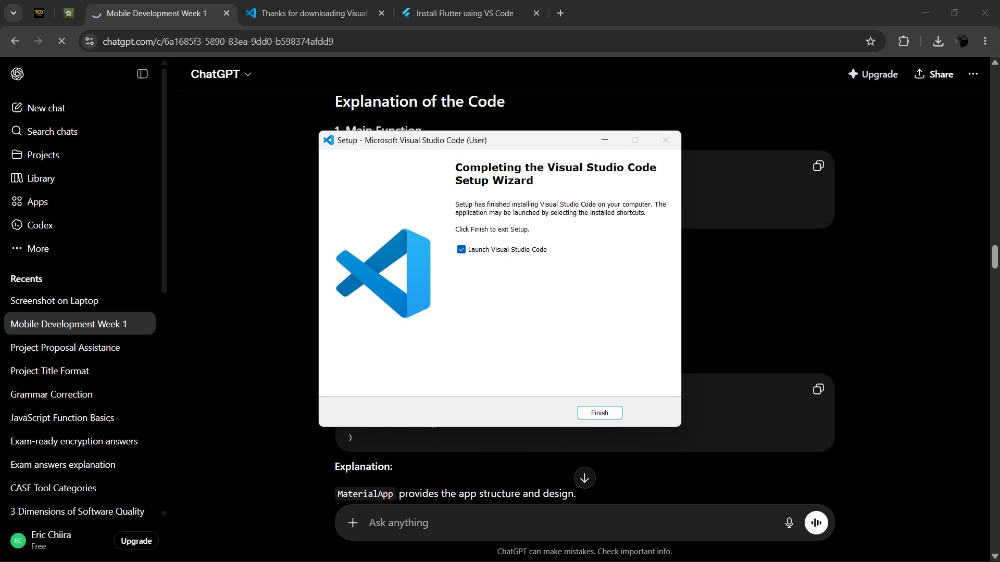 TOD
Mobile Development Week 1
Thanks for downloading Visual
Install Flutter using VS Code
chatgpt.com/c/6a1685f3-5890-83ea-9dd0-b598374afdd9
ChatGPT
Upgrade
Share
New chat
Search chats
Projects
Library
Apps
Codex
More
Recents
Screenshot on Laptop
Mobile Development Week 1
Project Proposal Assistance
Project Title Format
Grammar Correction
JavaScript Function Basics
Exam-ready encryption answers
Exam answers explanation
CASE Tool Categories
3 Dimensions of Software Quality
EC
Eric Chiira
Free
Upgrade
Explanation of the Code
1. Main Function
Setup - Microsoft Visual Studio Code (User)
Completing the Visual Studio Code
Setup Wizard
Setup has finished installing Visual Studio Code on your computer. The
application may be launched by selecting the installed shortcuts.
Click Finish to exit Setup.
Launch Visual Studio Code
Finish
)
Explanation:
MaterialApp provides the app structure and design.
Ask anything
ChatGPT can make mistakes. Check important info.